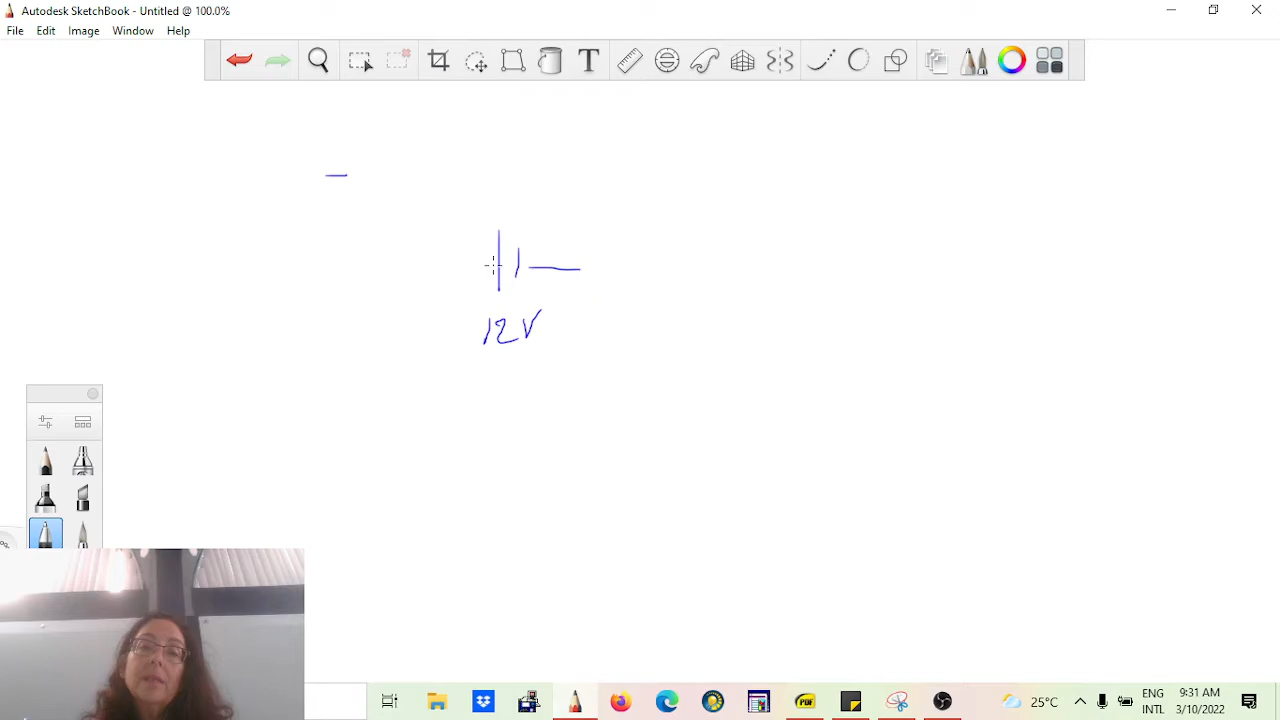 Autodesk SketchBook - Untitled @ 100.0%
File Edit Image Window Help
T
12V
PDF
25°C
ENG
INTL
9:31 AM
3/10/2022